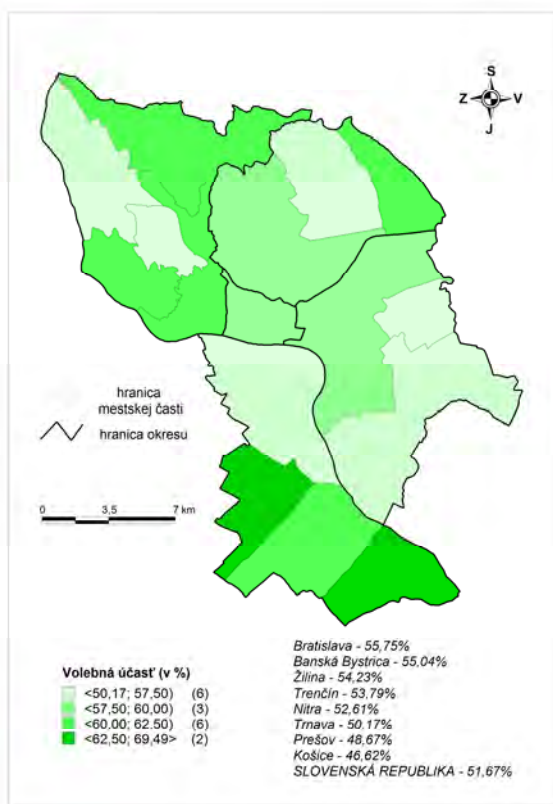 S
Z V
J
hranica
mestskej časti
hranica okresu
0 3,5 7 km
Volebná účasť (v %)
<50,17; 57,50) (6)
<57,50; 60,00) (3)
<60.00; 62.50) (6)
<62,50; 69,49> (2)
Bratislava - 55,75%
Banská Bystrica - 55,04%
Žilina - 54,23%
Trenčín - 53,79%
Nitra - 52,61%
Trnava - 50,17%
Prešov - 48,67%
Košice - 46,62%
SLOVENSKÁ REPUBLIKA - 51,67%